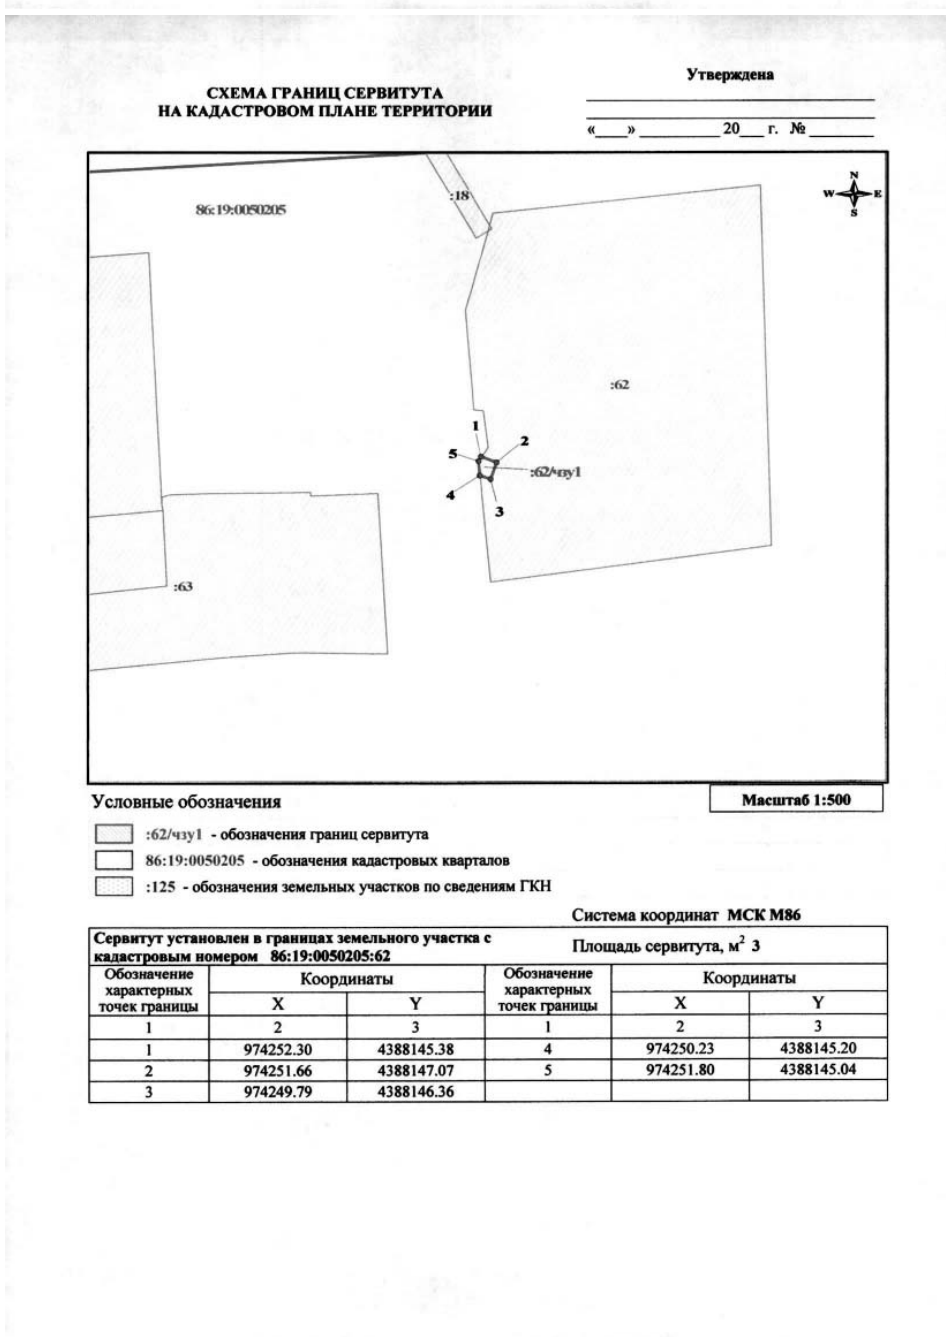 Утверждена
СХЕМА ГРАНИЦ СЕРВИТУТА
НА КАДАСТРОВОМ ПЛАНЕ ТЕРРИТОРИИ
«____» __________ 20___ г. № ________
N
W E
S
:18
86:19:0050205
:62
1
2
5
:62/чзу1
4
3
:63
Условные обозначения
Масштаб 1:500
:62/чзу1 - обозначения границ сервитута
86:19:0050205 - обозначения кадастровых кварталов
:125 - обозначения земельных участков по сведениям ГКН
Система координат МСК М86
Сервитут установлен в границах земельного участка с
кадастровым номером 86:19:0050205:62
Площадь сервитута, м2 3
Обозначение характерных точек границы Координаты Обозначение характерных точек границы Координаты
X Y X Y
1 2 3 1 2 3
1 974252.30 4388145.38 4 974250.23 4388145.20
2 974251.66 4388147.07 5 974251.80 4388145.04
3 974249.79 4388146.36